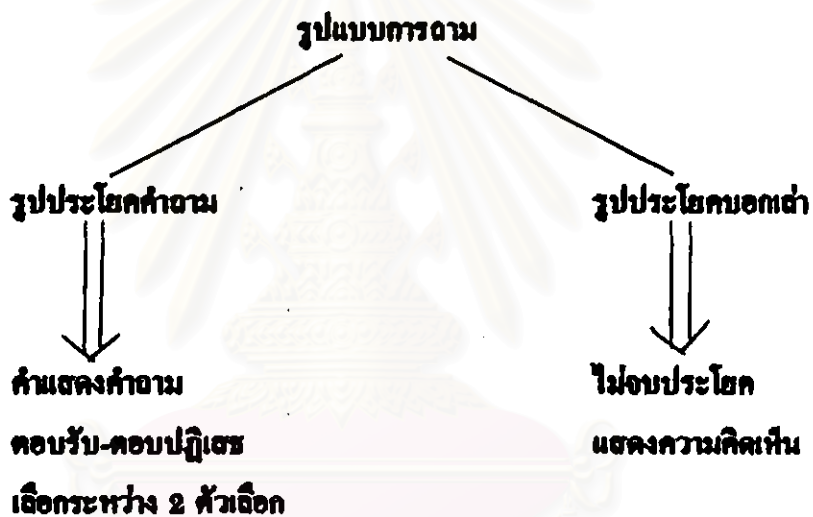 รูปแบบการถาม
รูปประโยคคำถาม
รูปประโยคบอกเล่า
คำแสดงคำถาม
ตอบรับ-ตอบปฏิเสธ
เลือกระหว่าง 2 ตัวเลือก
ไม่จบประโยค
แสดงความคิดเห็น